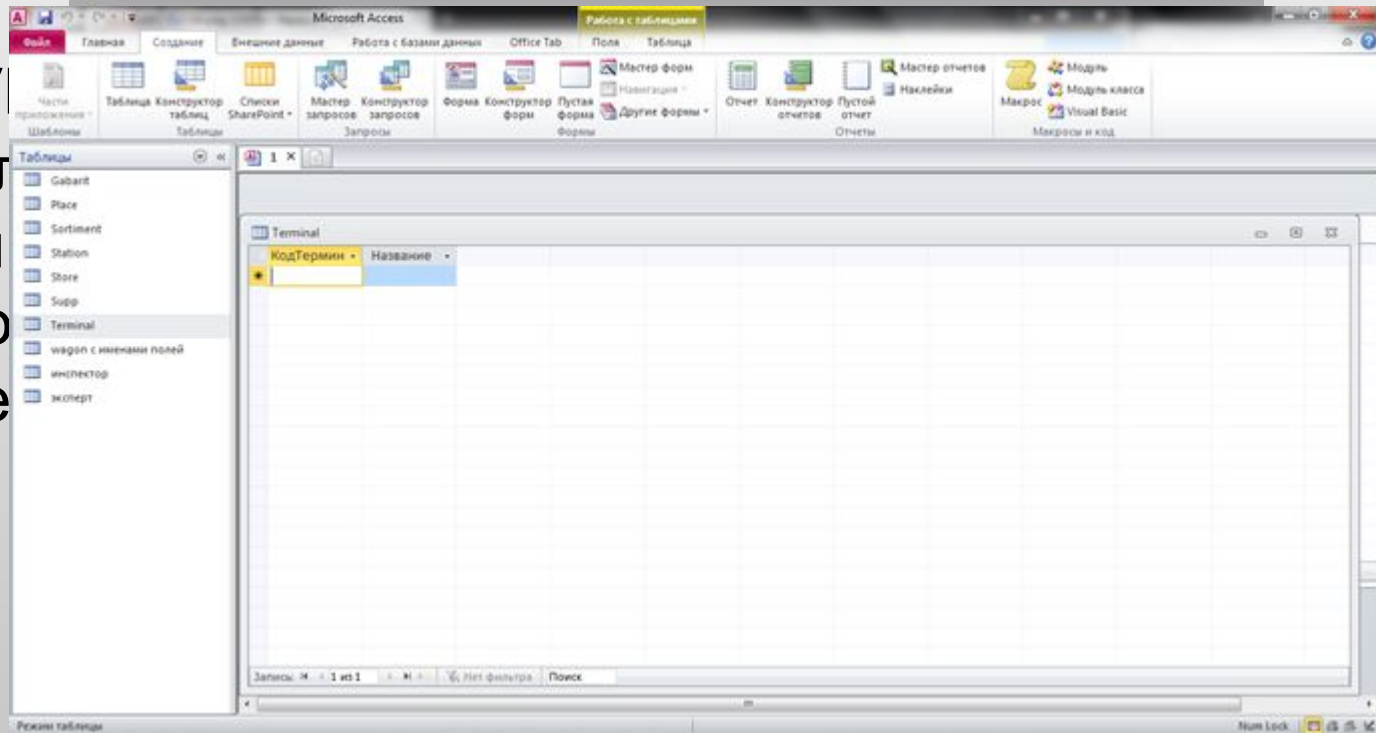 Microsoft Access
Работа с таблицами
Файл Главная Создание Внешние данные Работа с базами данных Office Tab Поля Таблица
Части приложения
Таблица
Конструктор таблиц
Списки SharePoint
Мастер запросов
Конструктор запросов
Форма
Конструктор форм
Пустая форма
Мастер форм
Навигация
Другие формы
Отчет
Конструктор отчетов
Пустой отчет
Мастер отчетов
Наклейки
Макрос
Модуль
Модуль класса
Visual Basic
Шаблоны Таблицы Запросы Формы Отчеты Макросы и код
Таблицы
Gabarit
Place
Sortiment
Station
Store
Supp
Terminal
wagon с именами полей
инспектор
эксперт
1
Terminal
КодТермин Название
Запись: 1 из 1 Нет фильтра Поиск
Режим таблицы Num Lock